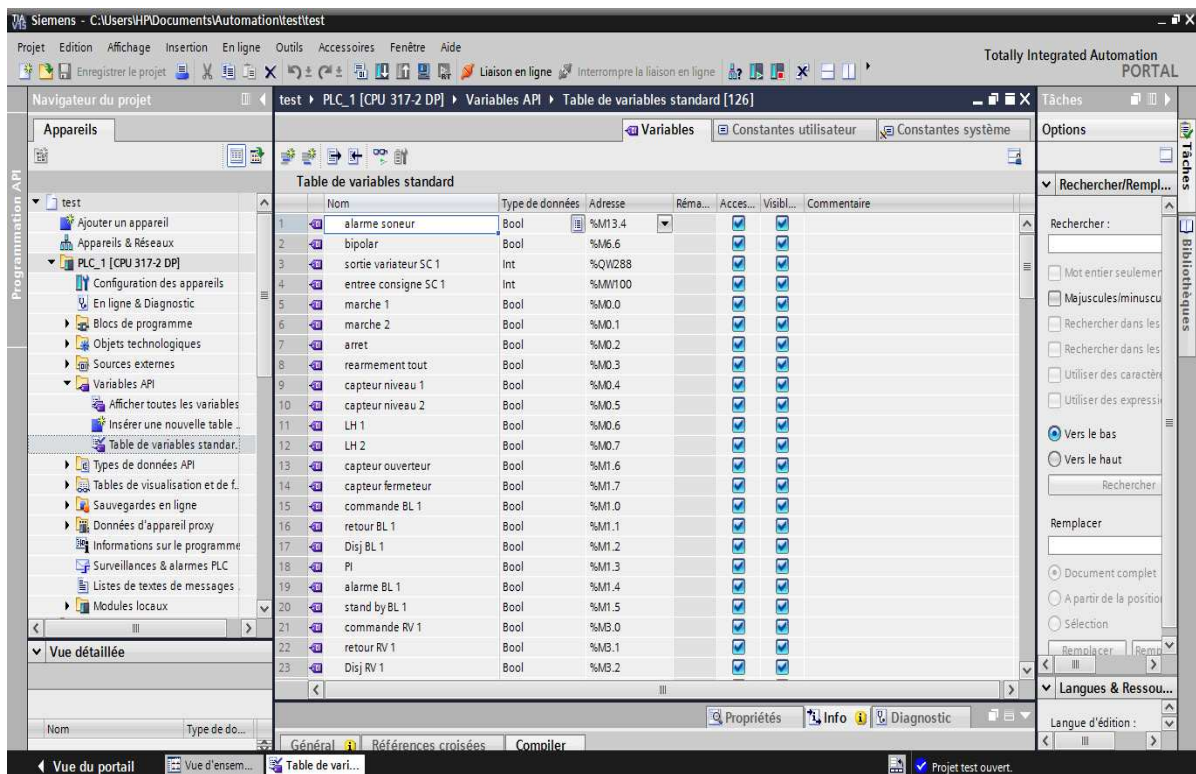 Siemens - C:\Users\HP\Documents\Automation\test\test
Projet Edition Affichage Insertion En ligne Outils Accessoires Fenêtre Aide
Totally Integrated Automation
PORTAL
Enregistrer le projet Liaison en ligne Interrompre la liaison en ligne
Navigateur du projet
test PLC_1 [CPU 317-2 DP] Variables API Table de variables standard [126]
Tâches
Appareils
Variables Constantes utilisateur Constantes système
Options
Programmation API
Table de variables standard
Nom Type de données Adresse Réma... Acces... Visibl... Commentaire
1 alarme soneur Bool %M13.4
2 bipolar Bool %M6.6
3 sortie variateur SC 1 Int %QW288
4 entree consigne SC 1 Int %MW100
5 marche 1 Bool %M0.0
6 marche 2 Bool %M0.1
7 arret Bool %M0.2
8 rearmement tout Bool %M0.3
9 capteur niveau 1 Bool %M0.4
10 capteur niveau 2 Bool %M0.5
11 LH 1 Bool %M0.6
12 LH 2 Bool %M0.7
13 capteur ouverteur Bool %M1.6
14 capteur fermeteur Bool %M1.7
15 commande BL 1 Bool %M1.0
16 retour BL 1 Bool %M1.1
17 Disj BL 1 Bool %M1.2
18 PI Bool %M1.3
19 alarme BL 1 Bool %M1.4
20 stand by BL 1 Bool %M1.5
21 commande RV 1 Bool %M3.0
22 retour RV 1 Bool %M3.1
23 Disj RV 1 Bool %M3.2
test
Ajouter un appareil
Appareils & Réseaux
PLC_1 [CPU 317-2 DP]
Configuration des appareils
En ligne & Diagnostic
Blocs de programme
Objets technologiques
Sources externes
Variables API
Afficher toutes les variables
Insérer une nouvelle table ..
Table de variables standar..
Types de données API
Tables de visualisation et de f..
Sauvegardes en ligne
Données d'appareil proxy
Informations sur le programme
Surveillances & alarmes PLC
Listes de textes de messages
Modules locaux
Vue détaillée
Nom Type de do...
Rechercher/Rempl...
Rechercher :
Mot entier seulemen
Majuscules/minuscu
Rechercher dans les
Rechercher dans les
Utiliser des caractèr
Utiliser des expressi
Vers le bas
Vers le haut
Rechercher
Remplacer
Document complet
A partir de la position
Sélection
Remplacer Remp
Langues & Ressou...
Langue d'édition :
Tâches
Bibliothèques
Propriétés Info Diagnostic
Général Références croisées Compiler
Vue du portail Vue d'ensem... Table de vari...
Projet test ouvert.